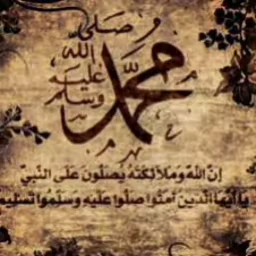 محمد
صلى
الله
عليه
وسلم
إن الله وملائكته يصلون على النبي
يا أيها الذين آمنوا صلوا عليه وسلموا تسليما